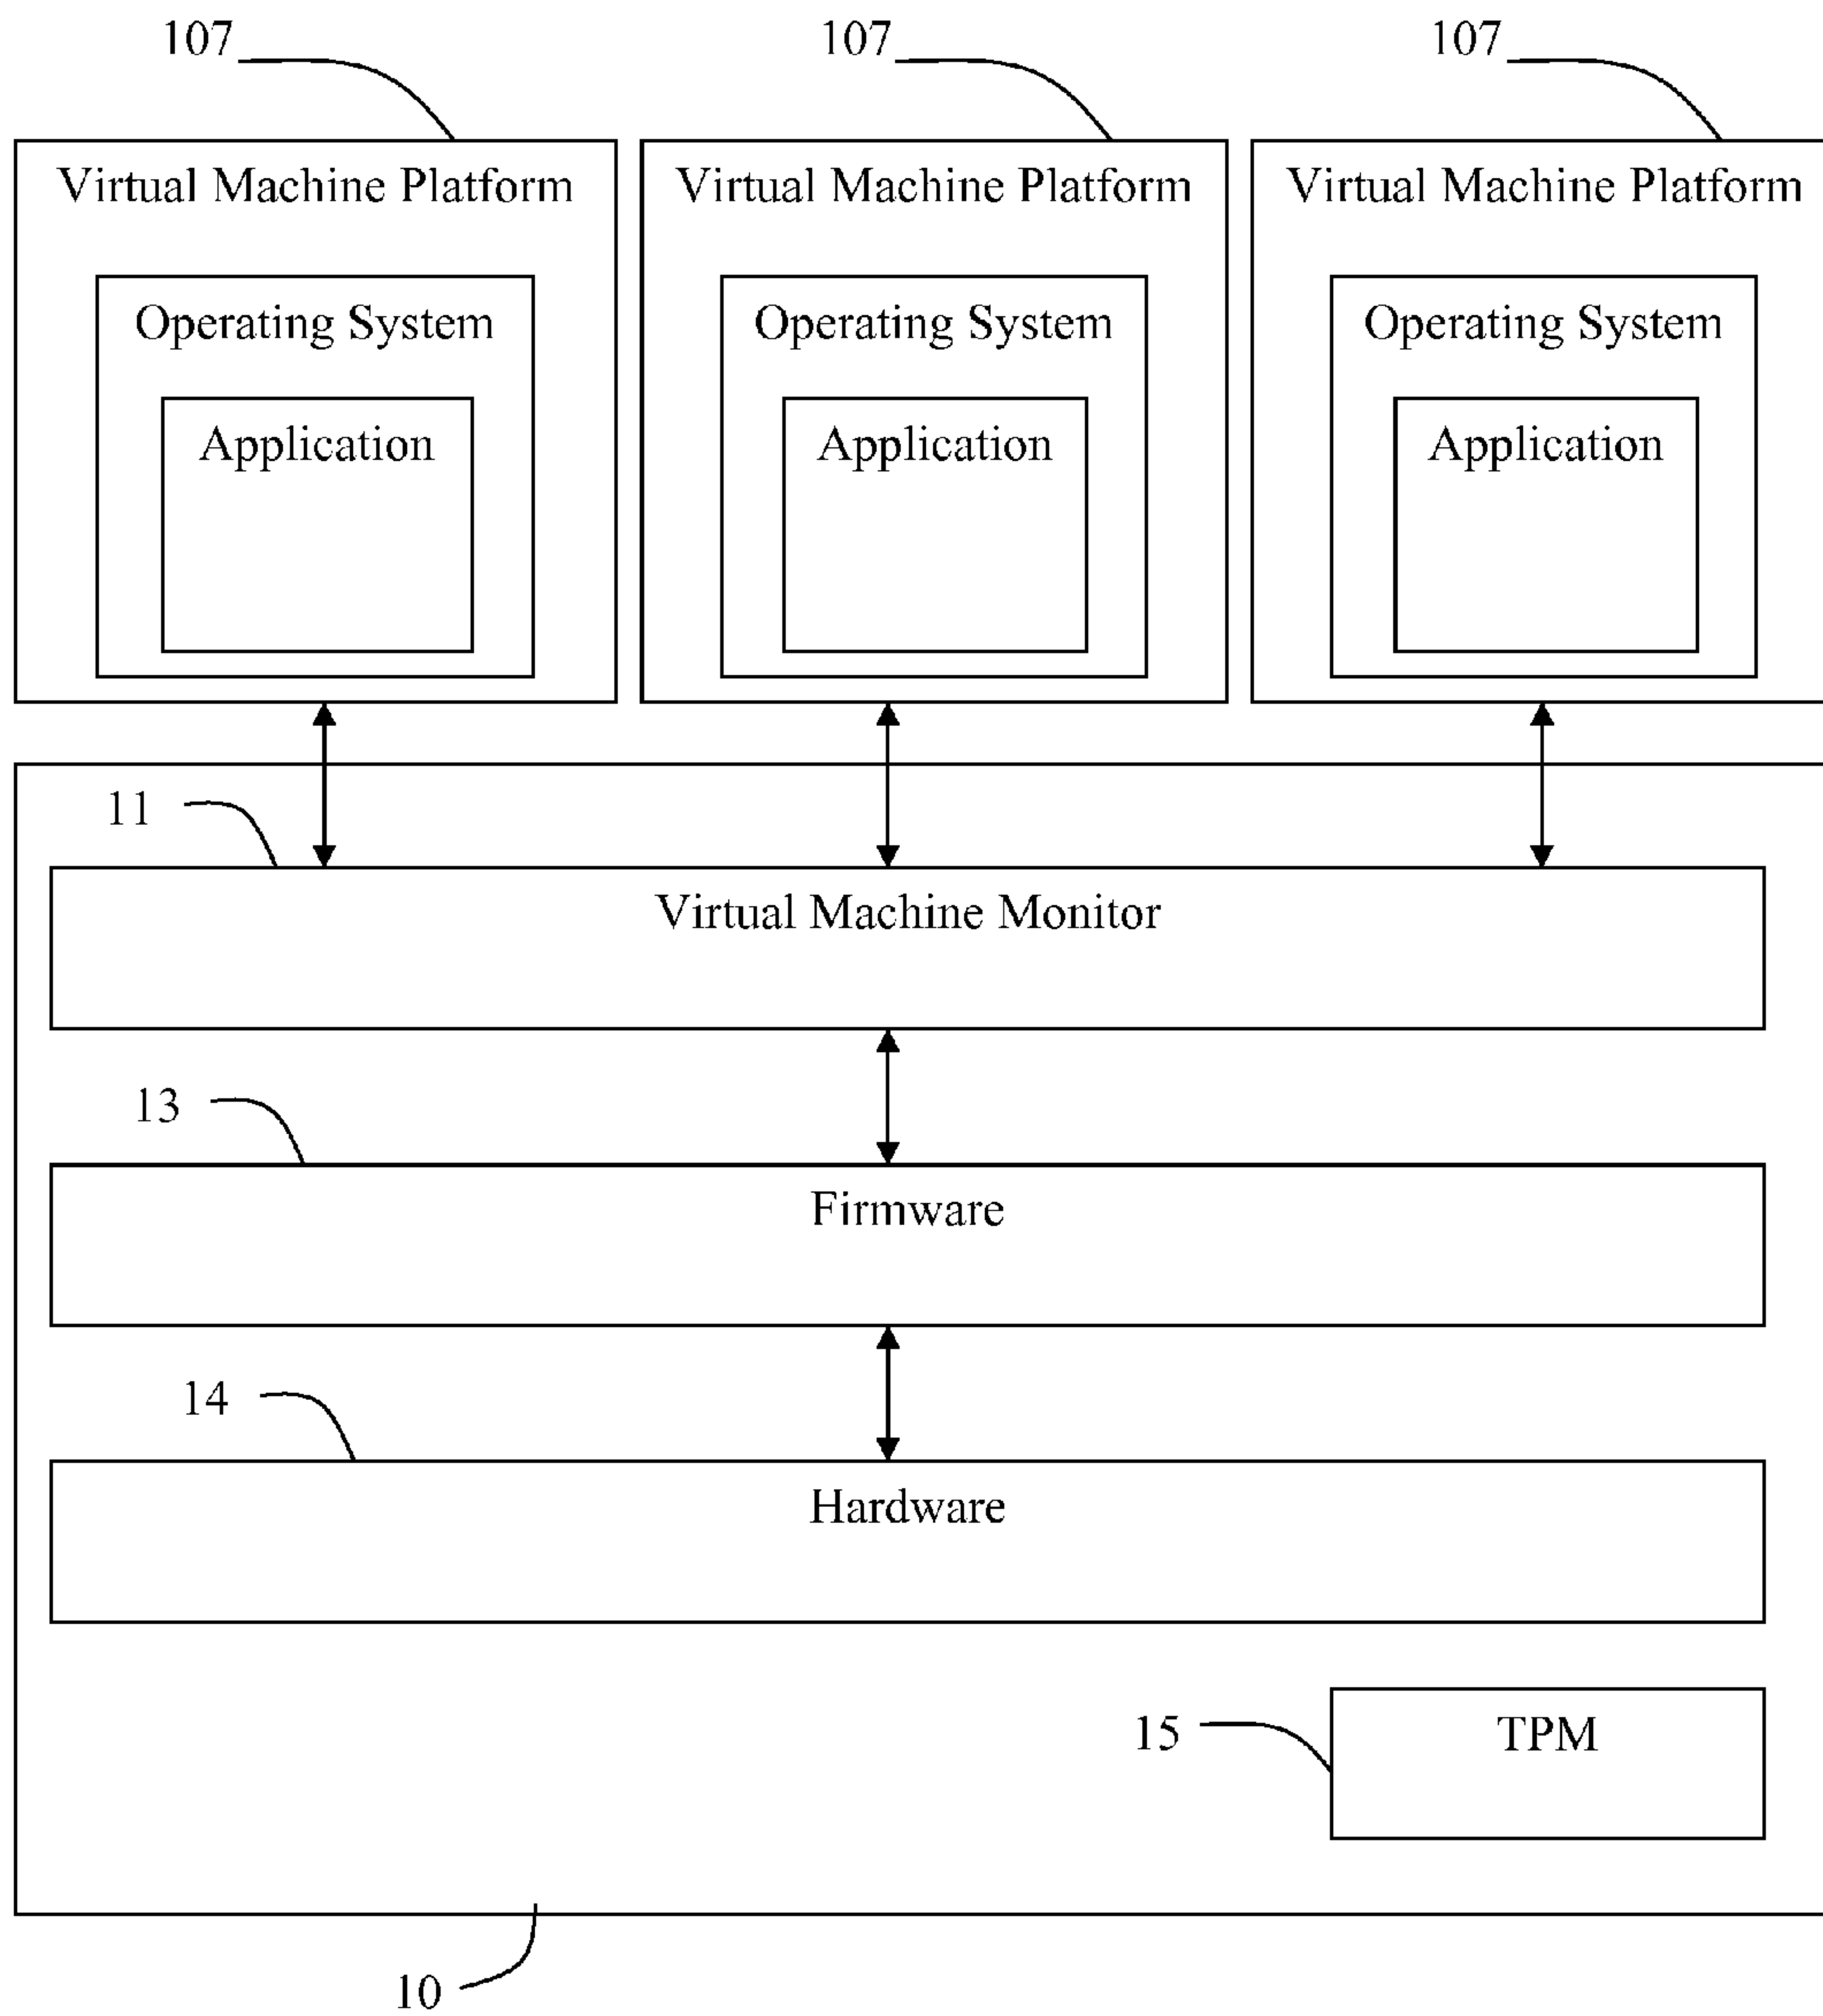 107 107 107
Virtual Machine Platform Virtual Machine Platform Virtual Machine Platform
Operating System Operating System Operating System
Application Application Application
11
Virtual Machine Monitor
13
Firmware
14
Hardware
15 TPM
10